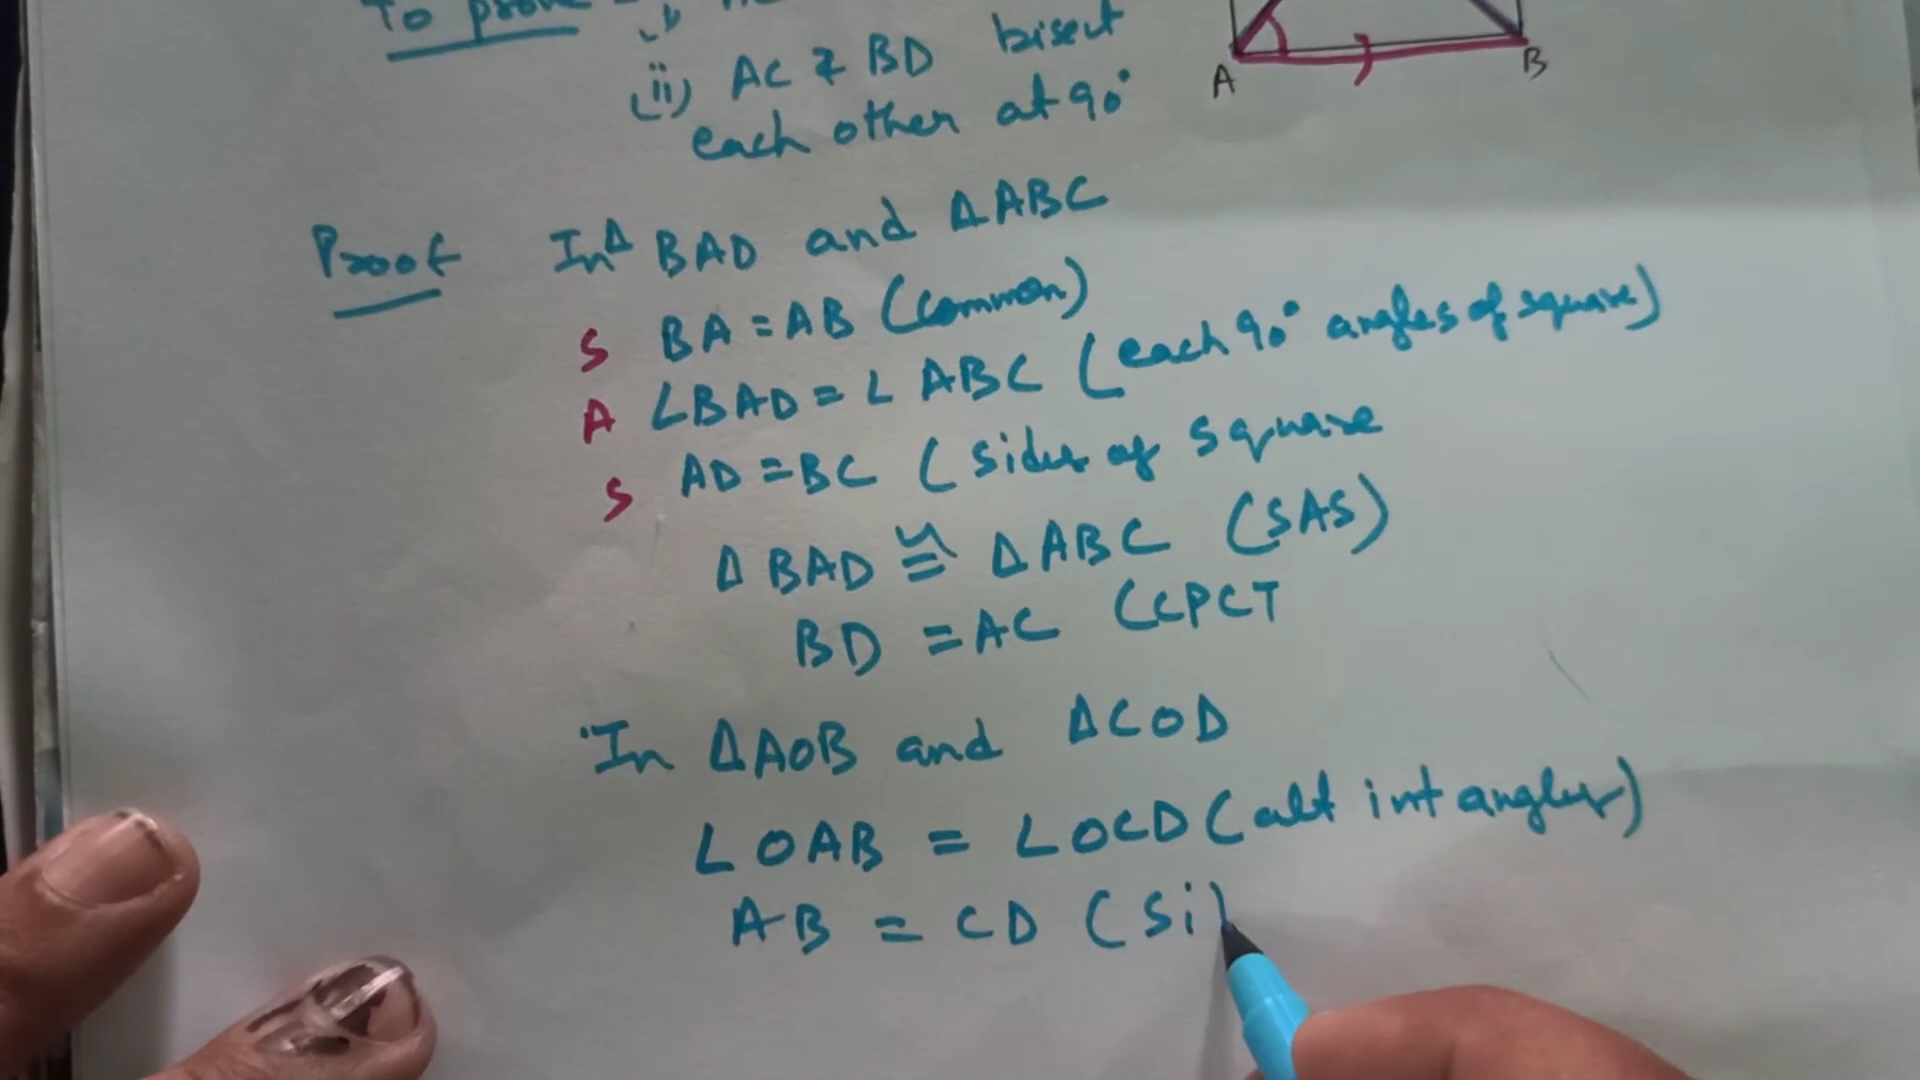 To prove
(ii) AC & BD bisect
each other at 90°
A B
Proof In Δ BAD and Δ ABC
S BA = AB (common)
A ∠BAD = ∠ABC (each 90° angles of square)
S AD = BC (sides of square
Δ BAD ≅ Δ ABC (SAS)
BD = AC (CPCT
In Δ AOB and Δ COD
∠OAB = ∠OCD (alt int angles)
AB = CD (Si